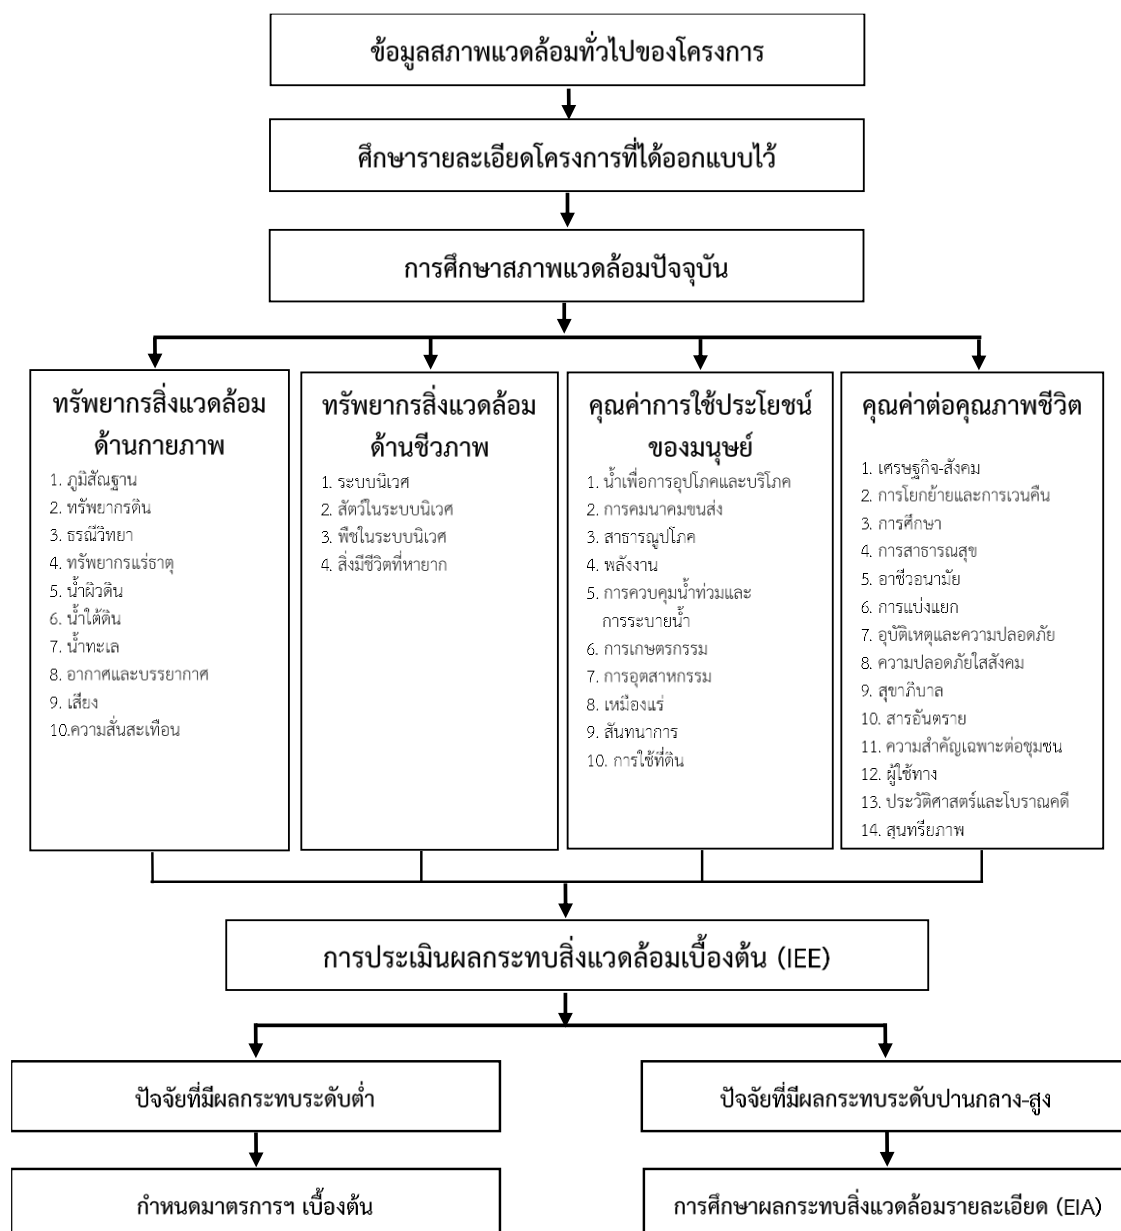 ข้อมูลสภาพแวดล้อมทั่วไปของโครงการ
ศึกษารายละเอียดโครงการที่ได้ออกแบบไว้
การศึกษาสภาพแวดล้อมปัจจุบัน
ทรัพยากรสิ่งแวดล้อม
ด้านกายภาพ
1. ภูมิสัณฐาน
2. ทรัพยากรดิน
3. ธรณีวิทยา
4. ทรัพยากรแร่ธาตุ
5. น้ำผิวดิน
6. น้ำใต้ดิน
7. น้ำทะเล
8. อากาศและบรรยากาศ
9. เสียง
10.ความสั่นสะเทือน
ทรัพยากรสิ่งแวดล้อม
ด้านชีวภาพ
1. ระบบนิเวศ
2. สัตว์ในระบบนิเวศ
3. พืชในระบบนิเวศ
4. สิ่งมีชีวิตที่หายาก
คุณค่าการใช้ประโยชน์
ของมนุษย์
1. น้ำเพื่อการอุปโภคและบริโภค
2. การคมนาคมขนส่ง
3. สาธารณูปโภค
4. พลังงาน
5. การควบคุมน้ำท่วมและ
การระบายน้ำ
6. การเกษตรกรรม
7. การอุตสาหกรรม
8. เหมืองแร่
9. สันทนาการ
10. การใช้ที่ดิน
คุณค่าต่อคุณภาพชีวิต
1. เศรษฐกิจ-สังคม
2. การโยกย้ายและการเวนคืน
3. การศึกษา
4. การสาธารณสุข
5. อาชีวอนามัย
6. การแบ่งแยก
7. อุบัติเหตุและความปลอดภัย
8. ความปลอดภัยใสสังคม
9. สุขาภิบาล
10. สารอันตราย
11. ความสำคัญเฉพาะต่อชุมชน
12. ผู้ใช้ทาง
13. ประวัติศาสตร์และโบราณคดี
14. สุนทรียภาพ
การประเมินผลกระทบสิ่งแวดล้อมเบื้องต้น (IEE)
ปัจจัยที่มีผลกระทบระดับต่ำ
ปัจจัยที่มีผลกระทบระดับปานกลาง-สูง
กำหนดมาตรการฯ เบื้องต้น
การศึกษาผลกระทบสิ่งแวดล้อมรายละเอียด (EIA)